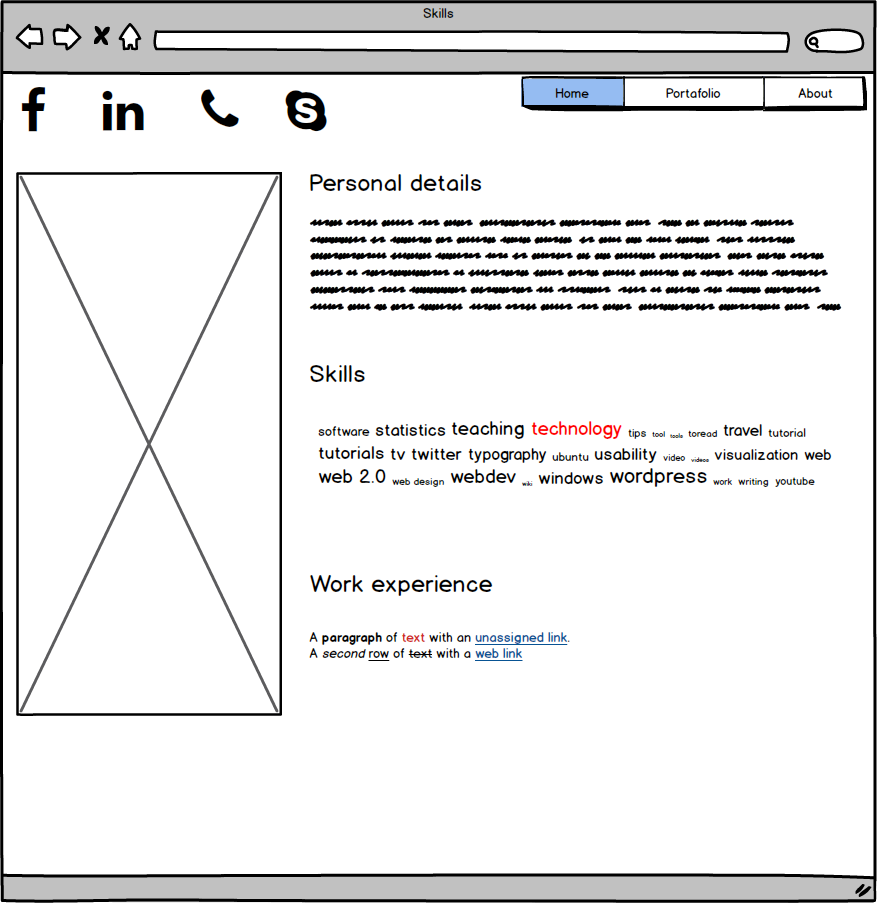 Skills
Home Portafolio About
Personal details
Skills
software statistics teaching technology tips tool tools toread travel tutorial
tutorials tv twitter typography ubuntu usability video videos visualization web
web 2.0 web design webdev wiki windows wordpress work writing youtube
Work experience
A paragraph of text with an unassigned link.
A second row of text with a web link